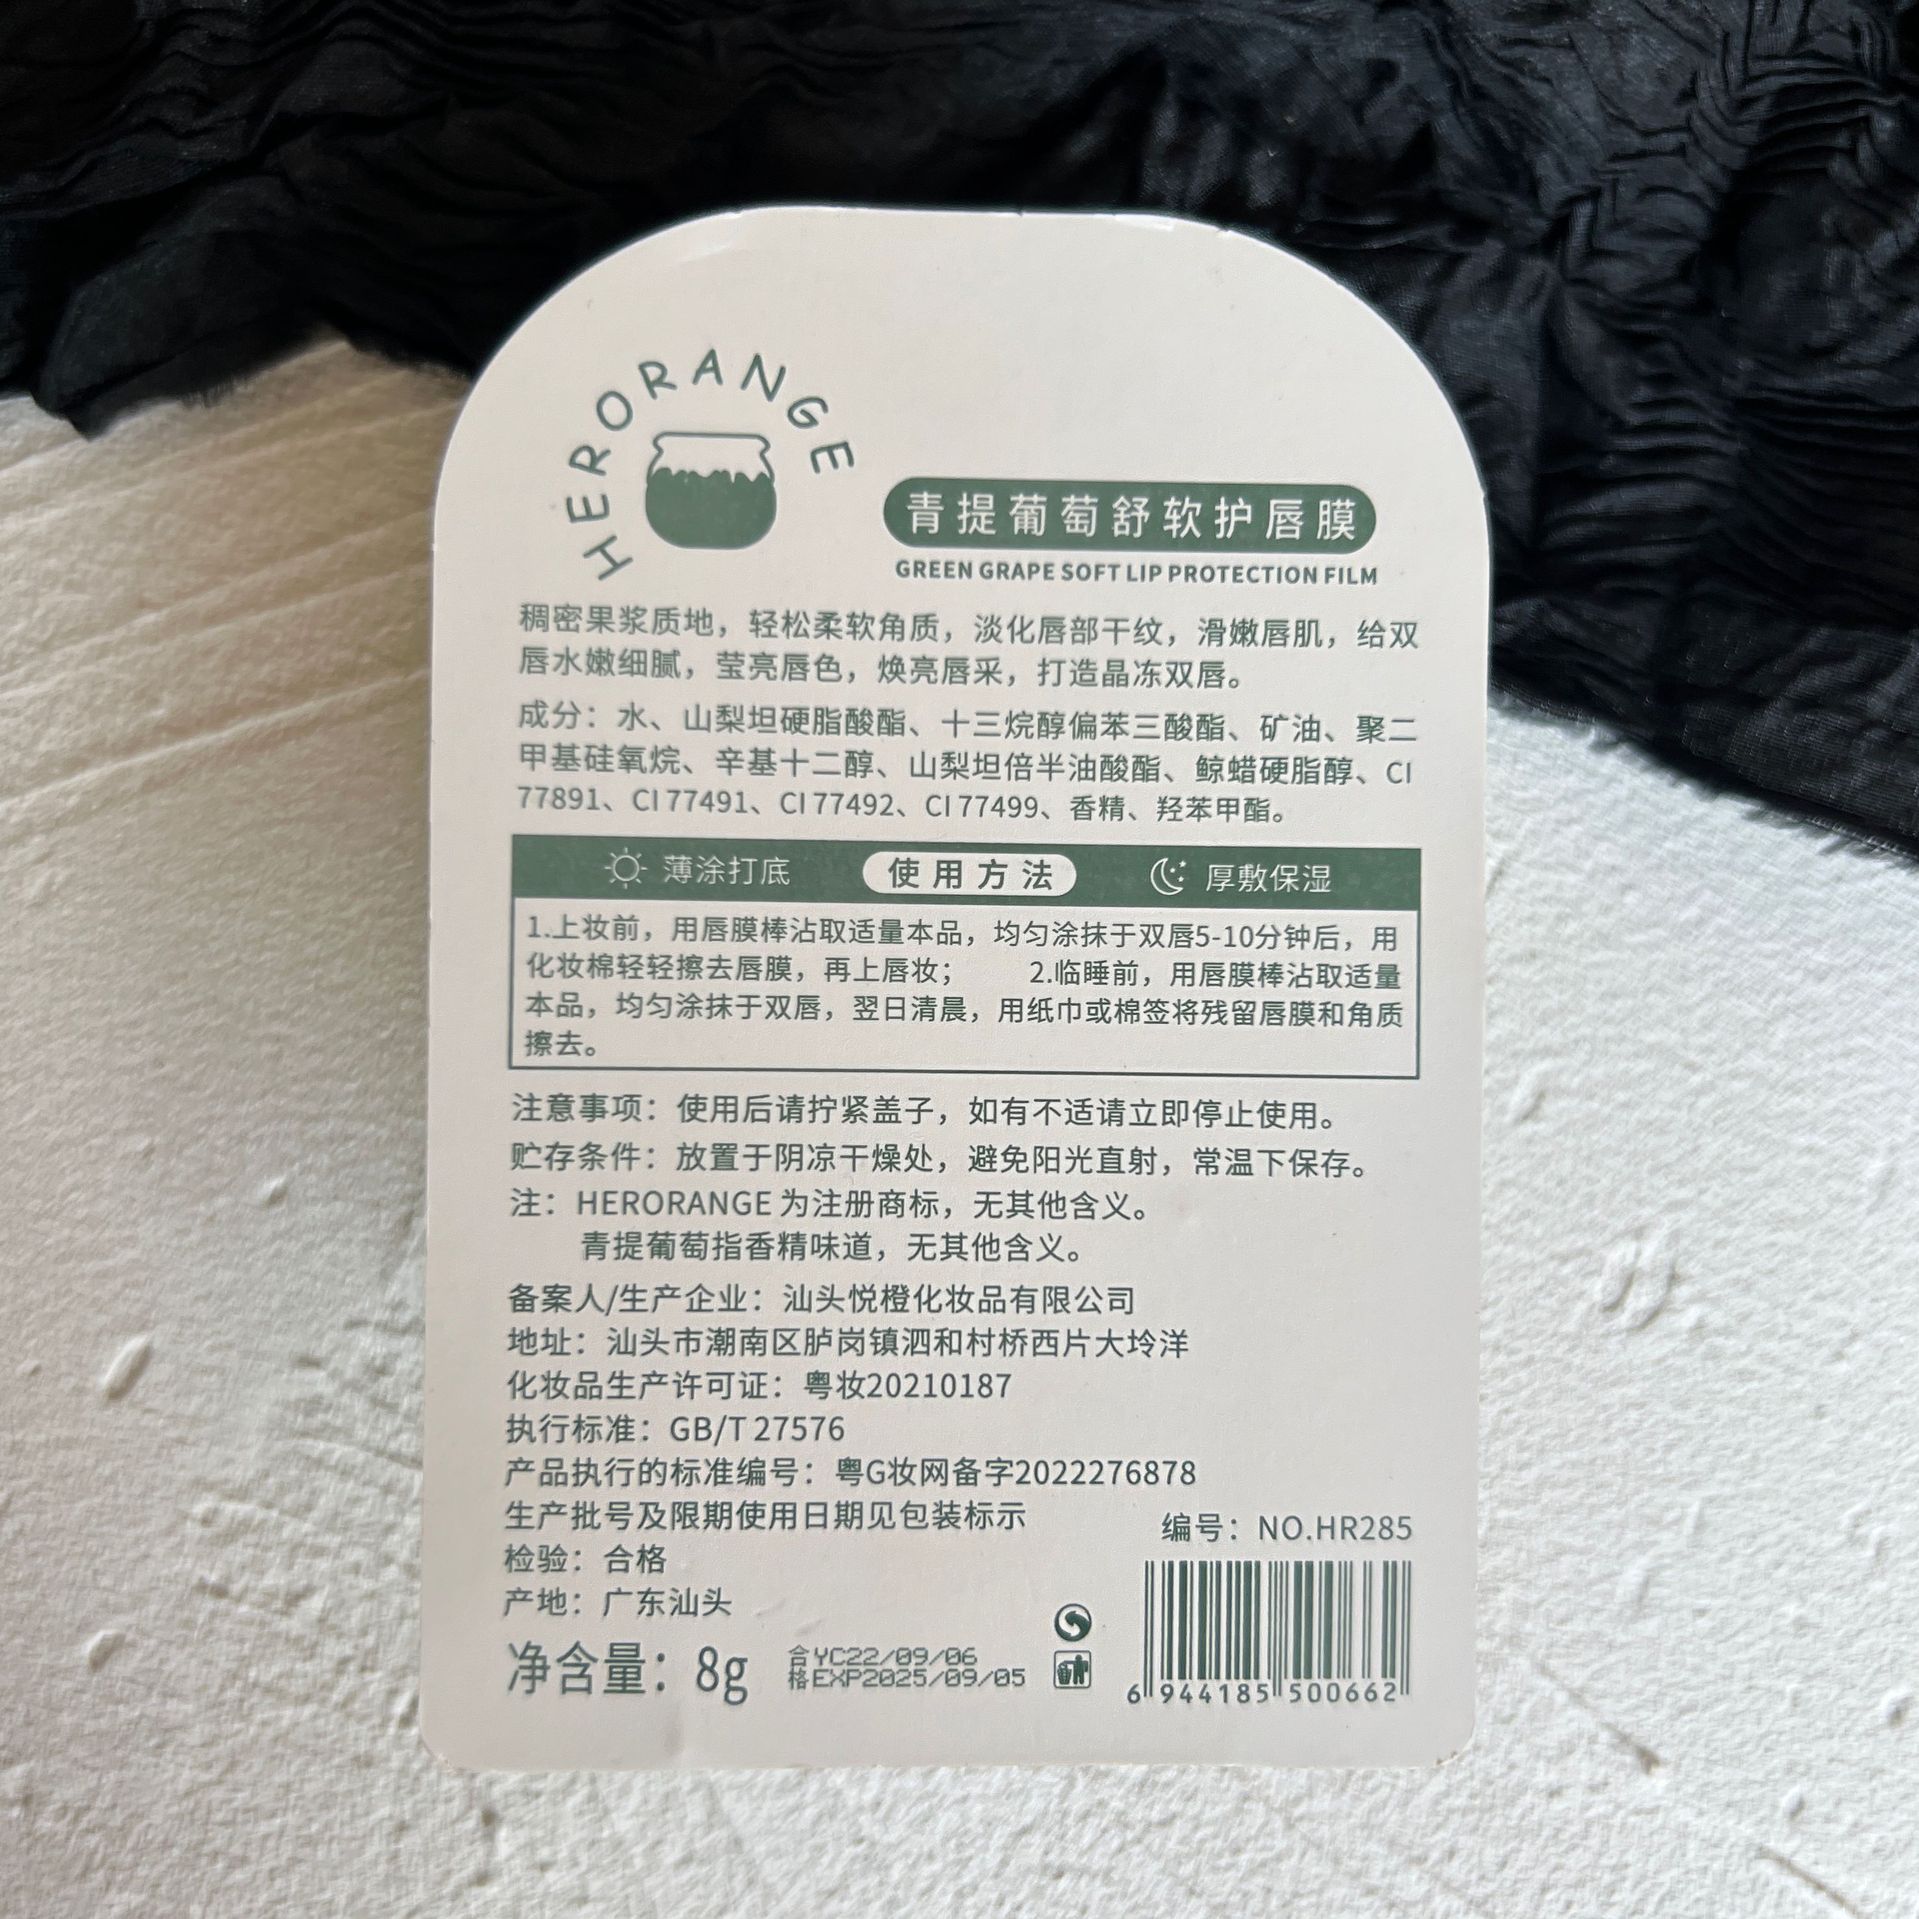 HERORANGE
青提葡萄舒软护唇膜
GREEN GRAPE SOFT LIP PROTECTION FILM
稠密果浆质地，轻松柔软角质，淡化唇部干纹，滑嫩唇肌，给双
唇水嫩细腻，莹亮唇色，焕亮唇采，打造晶冻双唇。
成分：水、山梨坦硬脂酸酯、十三烷醇偏苯三酸酯、矿油、聚二
甲基硅氧烷、辛基十二醇、山梨坦倍半油酸酯、鲸蜡硬脂醇、CI
77891、CI 77491、CI 77492、CI 77499、香精、羟苯甲酯。
薄涂打底 使用方法 厚敷保湿
1.上妆前，用唇膜棒沾取适量本品，均匀涂抹于双唇5-10分钟后，用
化妆棉轻轻擦去唇膜，再上唇妆； 2.临睡前，用唇膜棒沾取适量
本品，均匀涂抹于双唇，翌日清晨，用纸巾或棉签将残留唇膜和角质
擦去。
注意事项：使用后请拧紧盖子，如有不适请立即停止使用。
贮存条件：放置于阴凉干燥处，避免阳光直射，常温下保存。
注：HERORANGE 为注册商标，无其他含义。
青提葡萄指香精味道，无其他含义。
备案人/生产企业：汕头悦橙化妆品有限公司
地址：汕头市潮南区胪岗镇泗和村桥西片大坽洋
化妆品生产许可证：粤妆20210187
执行标准：GB/T 27576
产品执行的标准编号：粤G妆网备字2022276878
生产批号及限期使用日期见包装标示
检验：合格
产地：广东汕头
净含量：8g
合 YC22/09/06
格 EXP2025/09/05
编号：NO.HR285
6 944185 500662